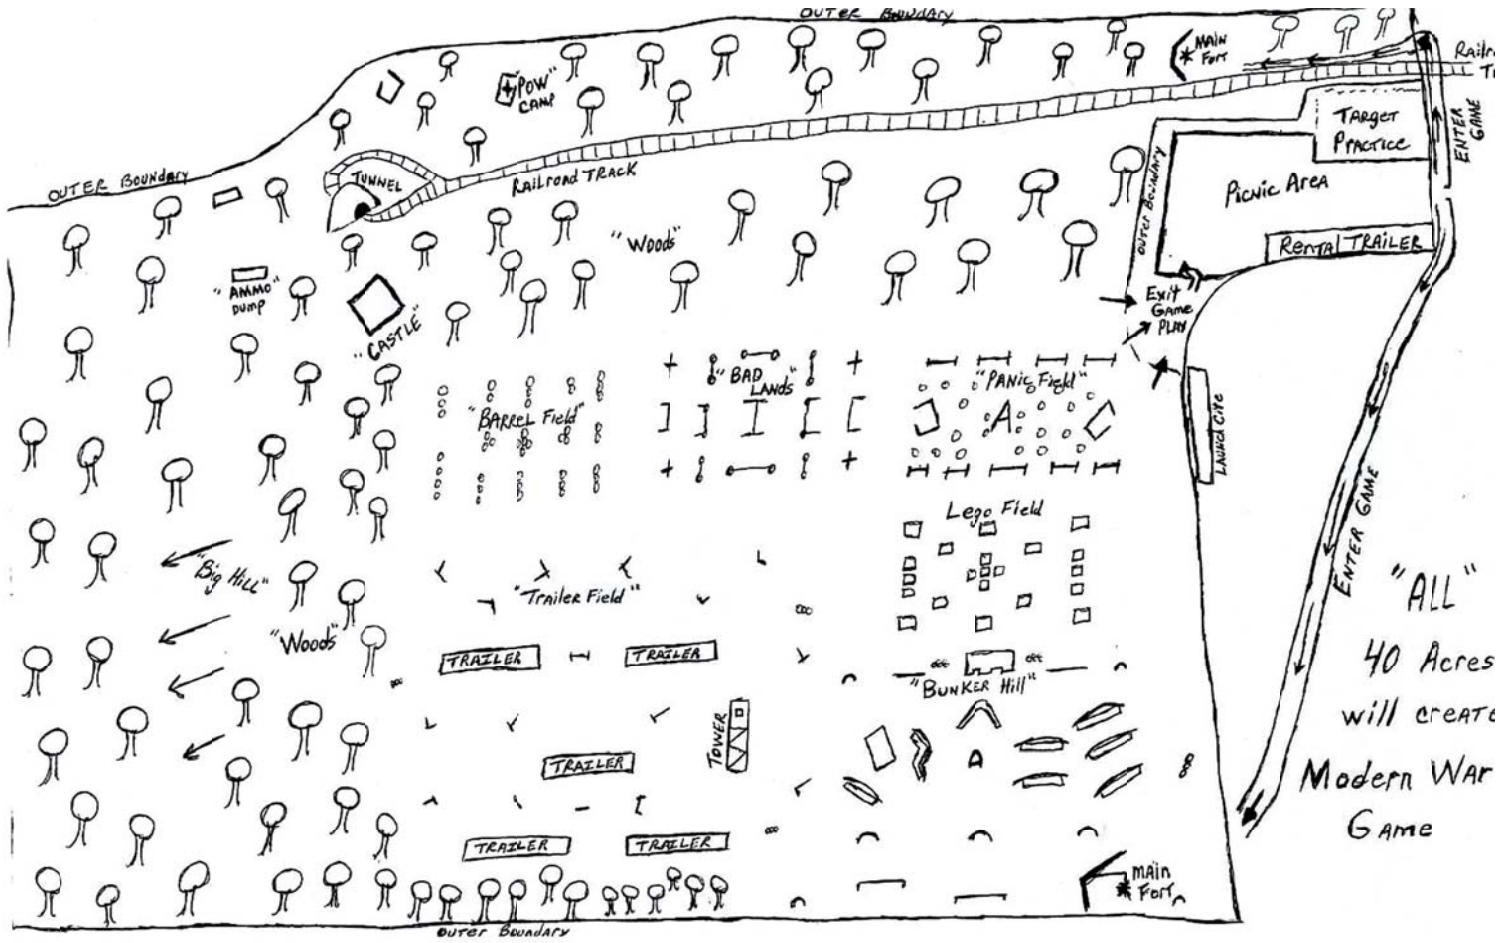 OUTER BOUNDARY
MAIN
FORT
"POW"
CAMP
Railr
T
TARGET
PRACTICE
ENTER
GAME
OUTER BOUNDARY
TUNNEL
RAILROAD TRACK
PICNIC AREA
OUTER BOUNDARY
"WOODS"
RENTAL TRAILER
"AMMO"
DUMP
"CASTLE"
EXIT
GAME
PLAY
"BAD
LANDS"
"PANIC Field"
"BARREL Field"
LAUNCH CITE
Lego Field
ENTER GAME
"Big HILL"
"Trailer Field"
"ALL"
40 Acres
will CREATE
Modern WAR
GAME
"Woods"
TRAILER
TRAILER
"BUNKER Hill"
TOWER
TRAILER
TRAILER
TRAILER
MAIN
FORT
OUTER BOUNDARY